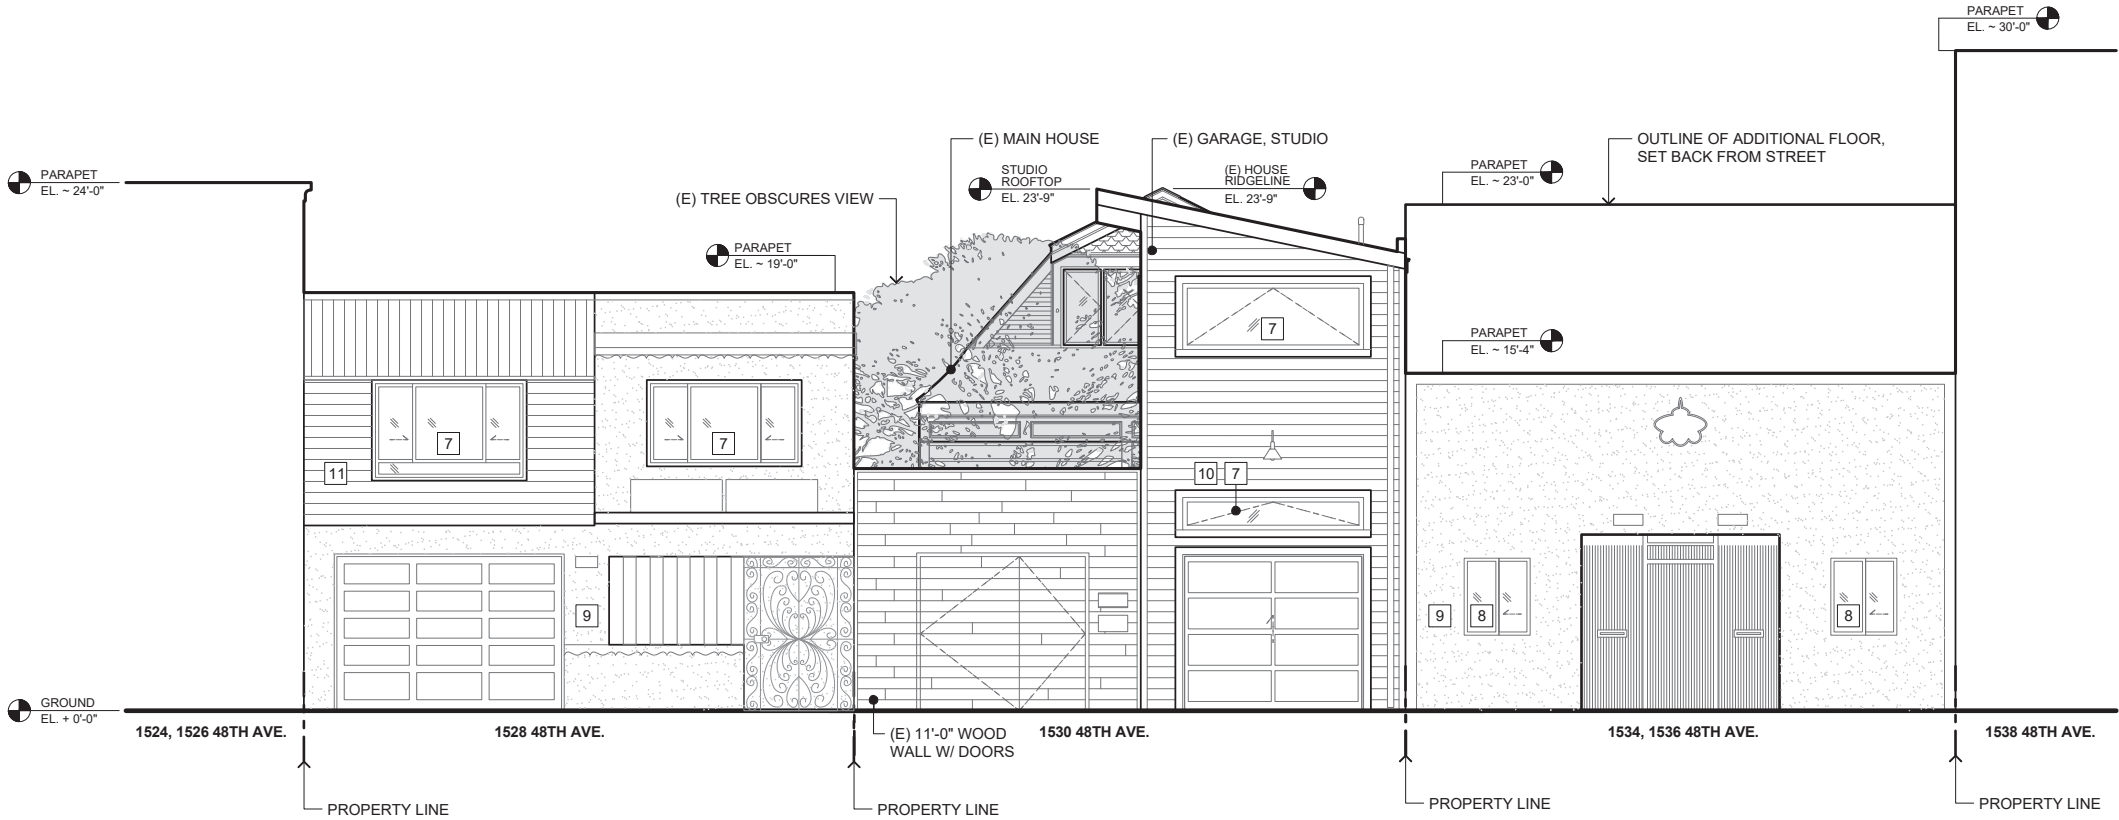 PARAPET
EL. ~ 30'-0"
(E) MAIN HOUSE
(E) GARAGE, STUDIO
OUTLINE OF ADDITIONAL FLOOR,
SET BACK FROM STREET
PARAPET
EL. ~ 24'-0"
(E) TREE OBSCURES VIEW
STUDIO
ROOFTOP
EL. 23'-9"
(E) HOUSE
RIDGELINE
EL. 23'-9"
PARAPET
EL. ~ 23'-0"
PARAPET
EL. ~ 19'-0"
7
PARAPET
EL. ~ 15'-4"
7
7
11
10
7
9
9
8
8
GROUND
EL. + 0'-0"
1524, 1526 48TH AVE.
1528 48TH AVE.
(E) 11'-0" WOOD
WALL W/ DOORS
1530 48TH AVE.
1534, 1536 48TH AVE.
1538 48TH AVE.
PROPERTY LINE
PROPERTY LINE
PROPERTY LINE
PROPERTY LINE